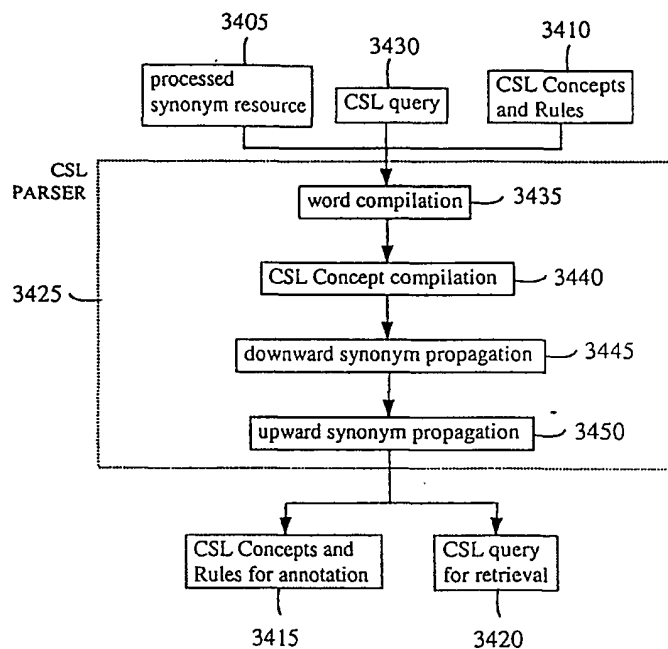 3405
3430
3410
processed
synonym resource
CSL query
CSL Concepts
and Rules
CSL
PARSER
word compilation
3435
CSL Concept compilation
3440
3425
downward synonym propagation
3445
upward synonym propagation
3450
CSL Concepts and
Rules for annotation
CSL query
for retrieval
3415
3420